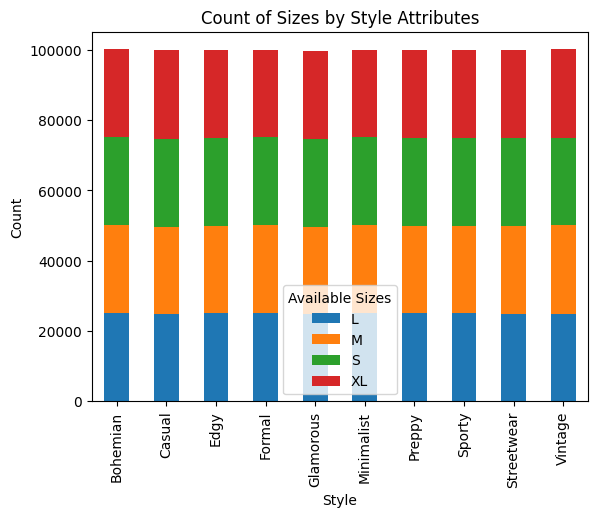 Count of Sizes by Style Attributes
Count
100000
80000
60000
40000
20000
0
Available Sizes
L
M
S
XL
Bohemian
Casual
Edgy
Formal
Glamorous
Minimalist
Preppy
Sporty
Streetwear
Vintage
Style